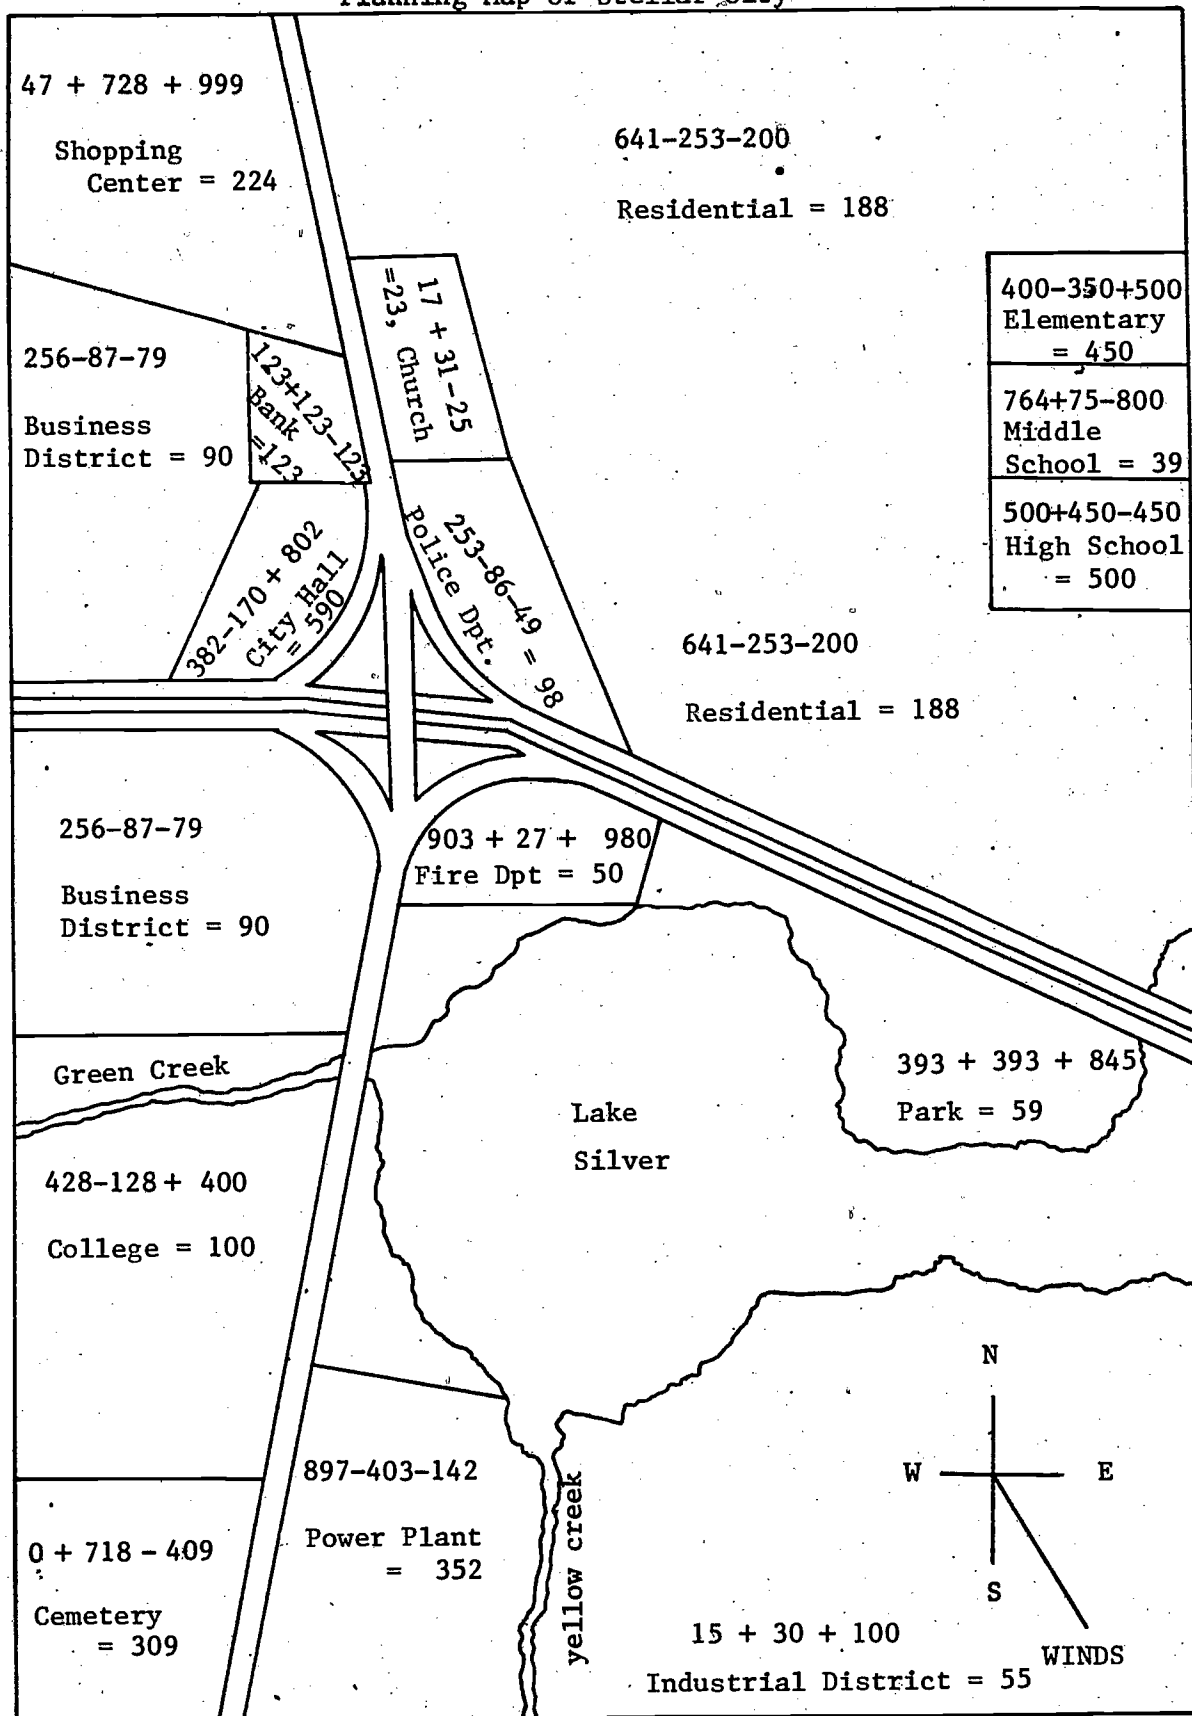 Planning Map of Stellar City
47 + 728 + 999
Shopping
Center = 224
641-253-200
Residential = 188
17 + 31-25
=23, Church
400-350+500
Elementary
= 450
256-87-79
Business
District = 90
123+123-123
Bank
=123
764+75-800
Middle
School = 39
500+450-450
High School
= 500
382-170 + 802
City Hall
= 590
253-86-49 = 98
Police Dpt.
641-253-200
Residential = 188
256-87-79
Business
District = 90
903 + 27 + 980
Fire Dpt = 50
Green Creek
393 + 393 + 845
Park = 59
Lake
Silver
428-128 + 400
College = 100
N
W E
S
WINDS
897-403-142
Power Plant
= 352
yellow creek
0 + 718 - 409
Cemetery
= 309
15 + 30 + 100
Industrial District = 55